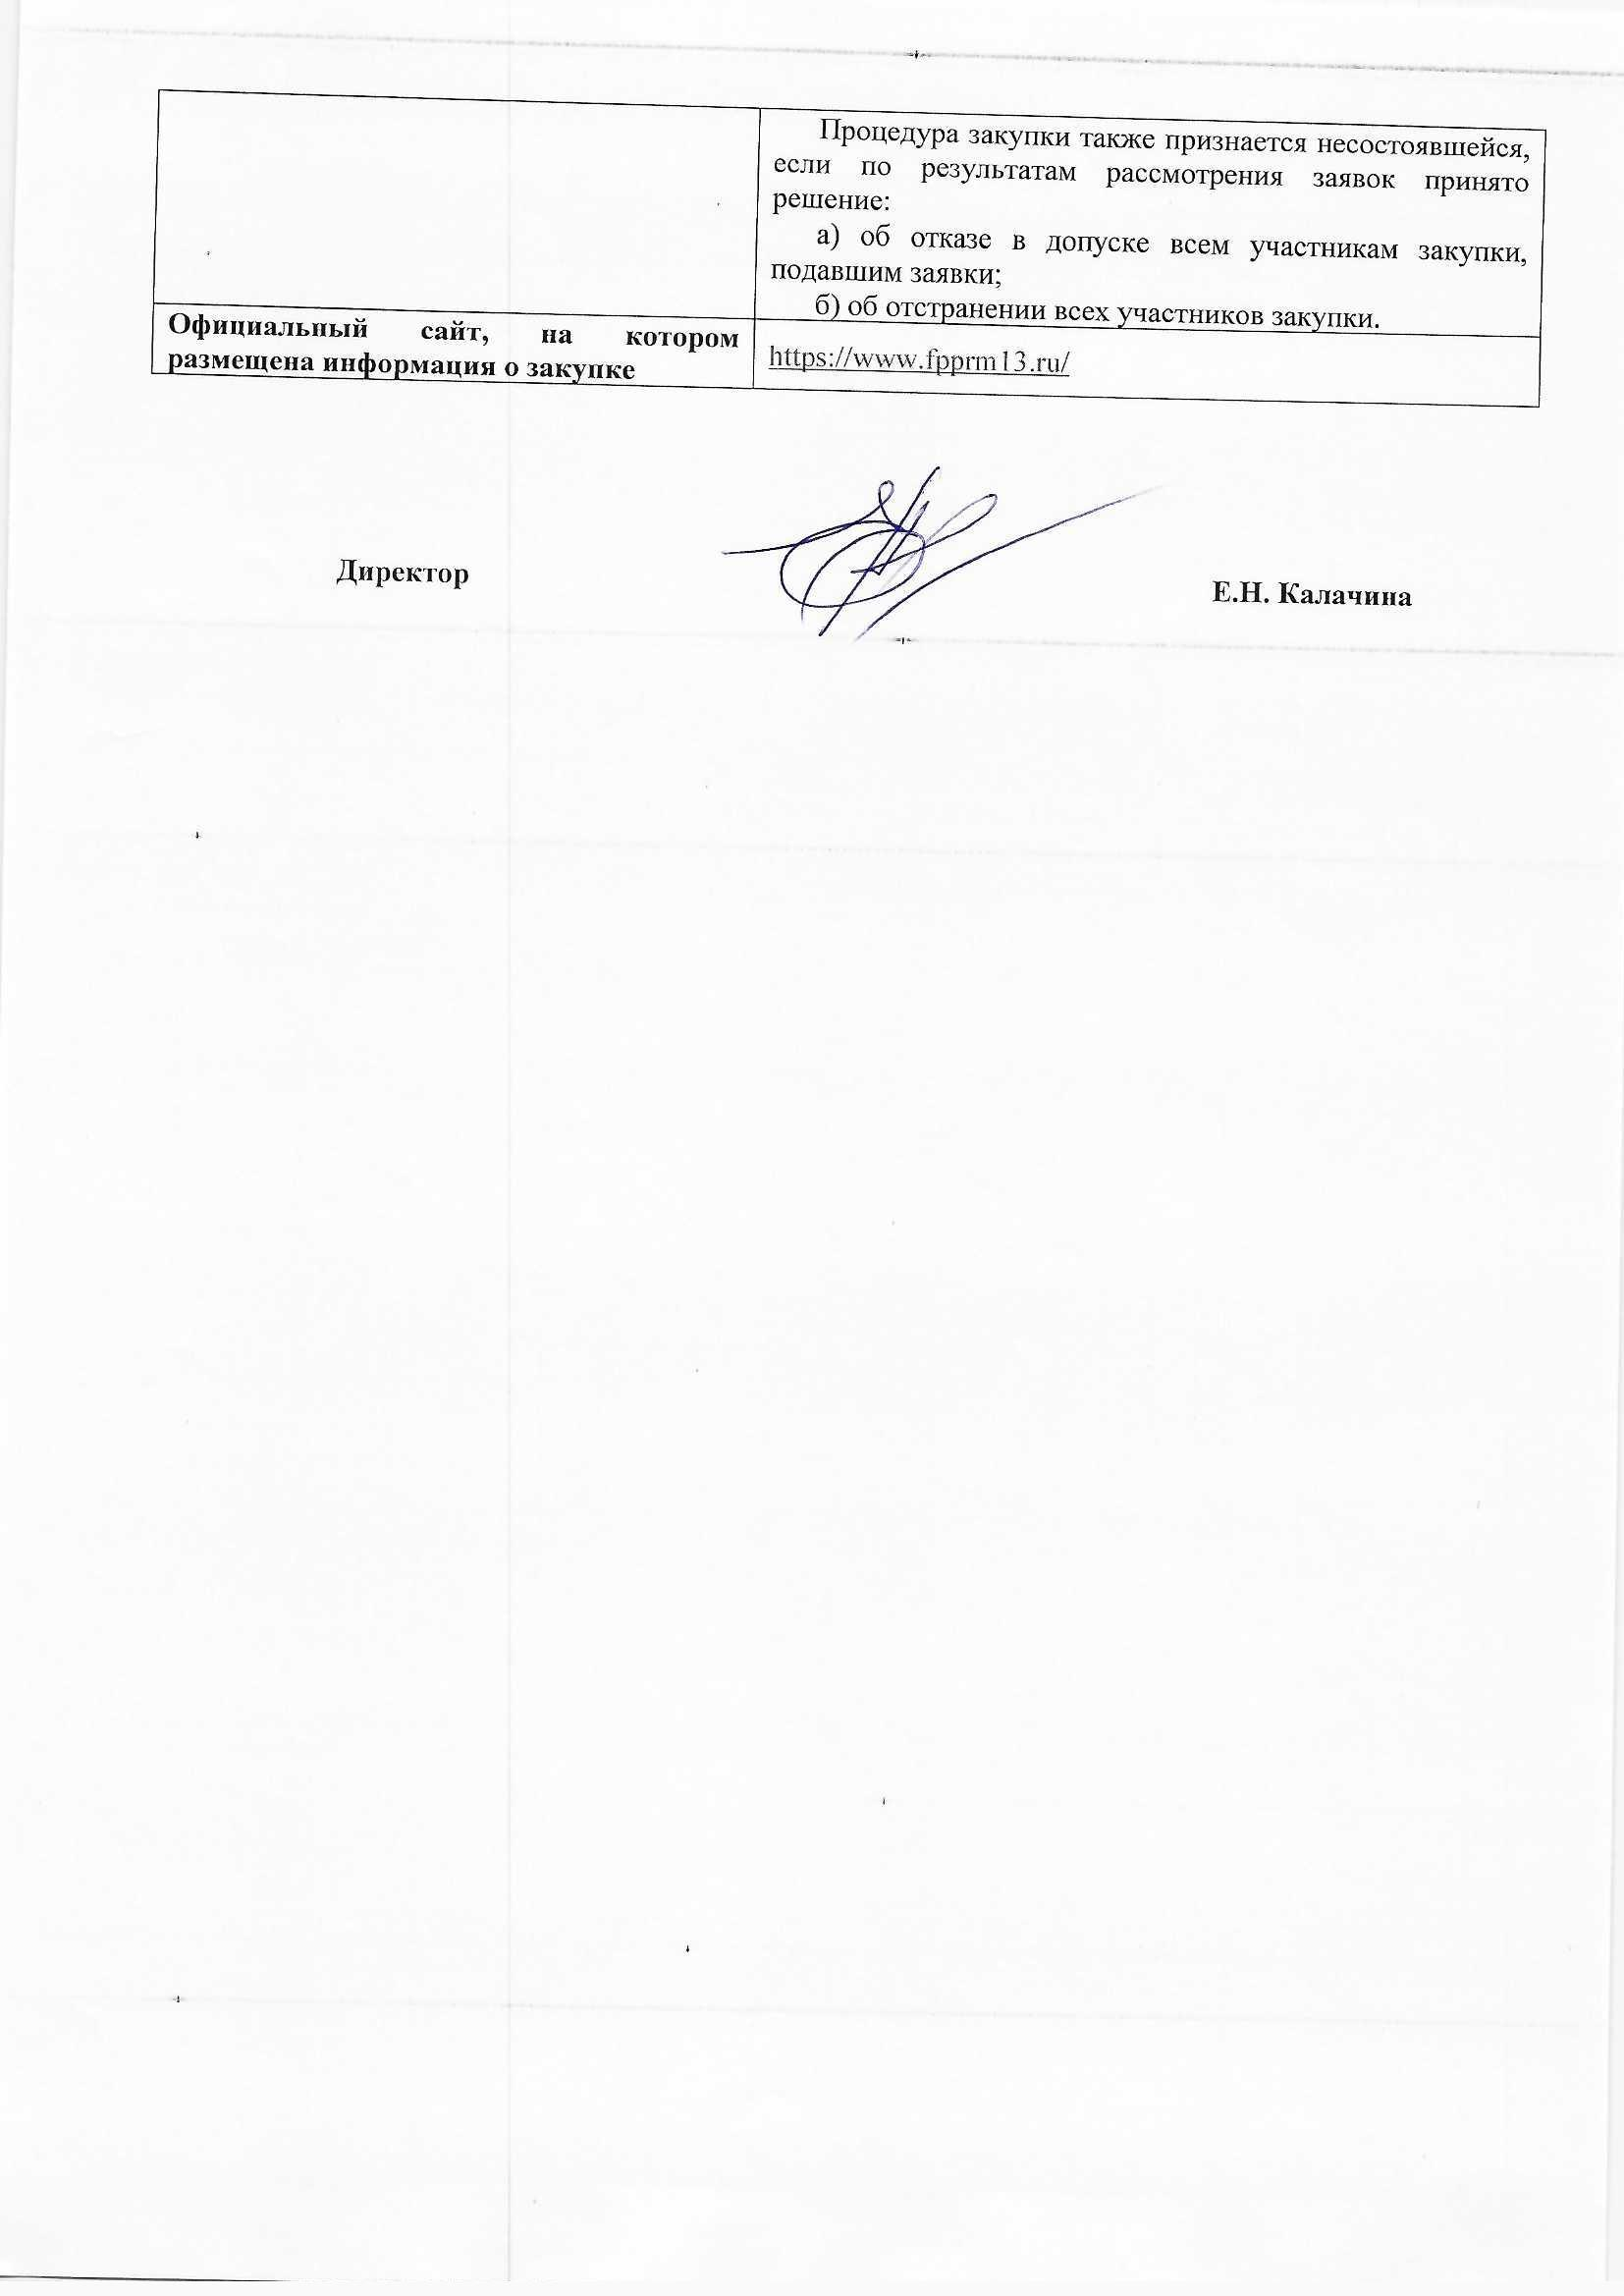 Процедура закупки также признается несостоявшейся,
если по результатам рассмотрения заявок принято
решение:
а) об отказе в допуске всем участникам закупки,
подавшим заявки;
б) об отстранении всех участников закупки.
Официальный сайт, на котором
размещена информация о закупке
https://www.fpprm13.ru/
Директор
Е.Н. Калачина